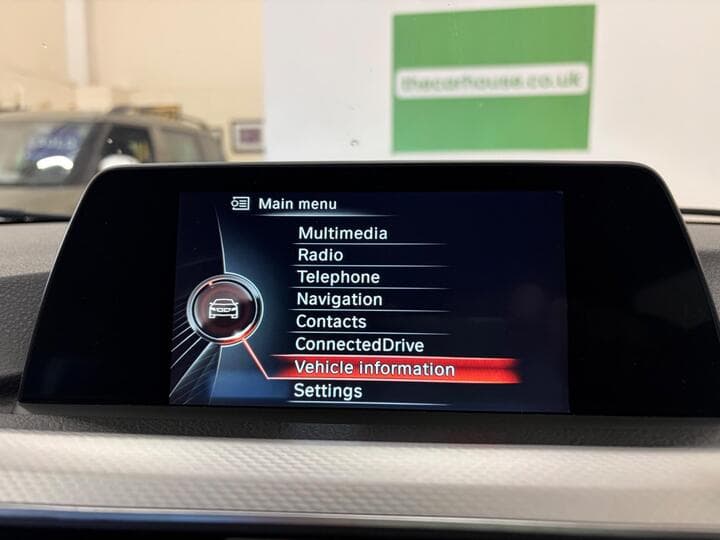 thecarhouse.co.uk
Main menu
Multimedia
Radio
Telephone
Navigation
Contacts
ConnectedDrive
Vehicle information
Settings